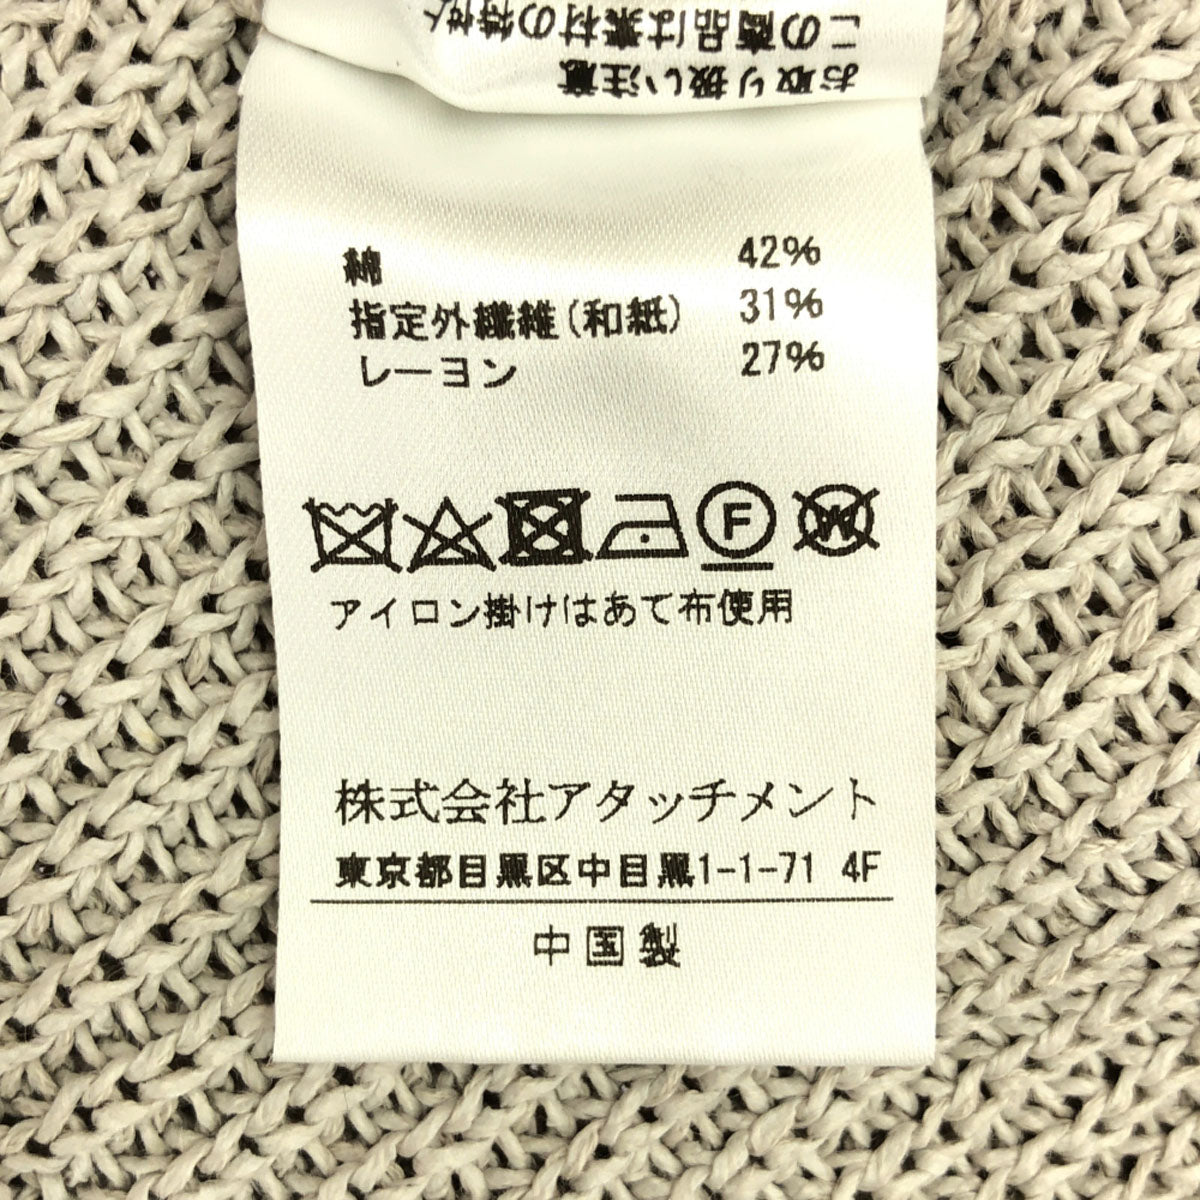 お取り扱い注意
この商品は素材の特性
綿 42%
指定外繊維(和紙) 31%
レーヨン 27%
F W
アイロン掛けはあて布使用
株式会社アタッチメント
東京都目黒区中目黒1-1-71 4F
中国製